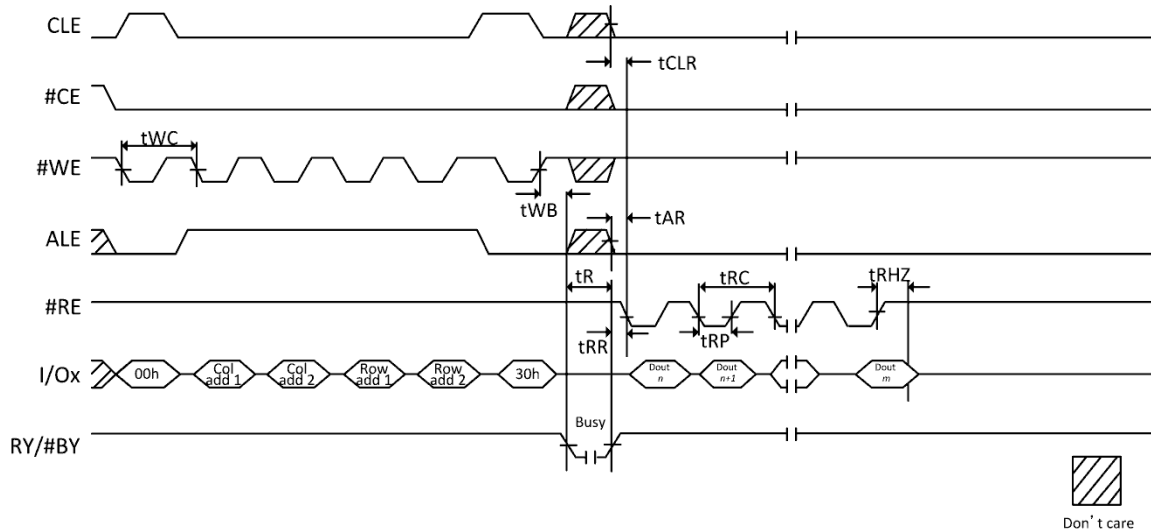 CLE
tCLR
#CE
tWC
#WE
tWB
tAR
ALE
tR
tRC
tRHZ
#RE
tRR
tRP
I/Ox
00h
Col
add 1
Col
add 2
Row
add 1
Row
add 2
30h
Dout
n
Dout
n+1
Dout
m
Busy
RY/#BY
Don't care